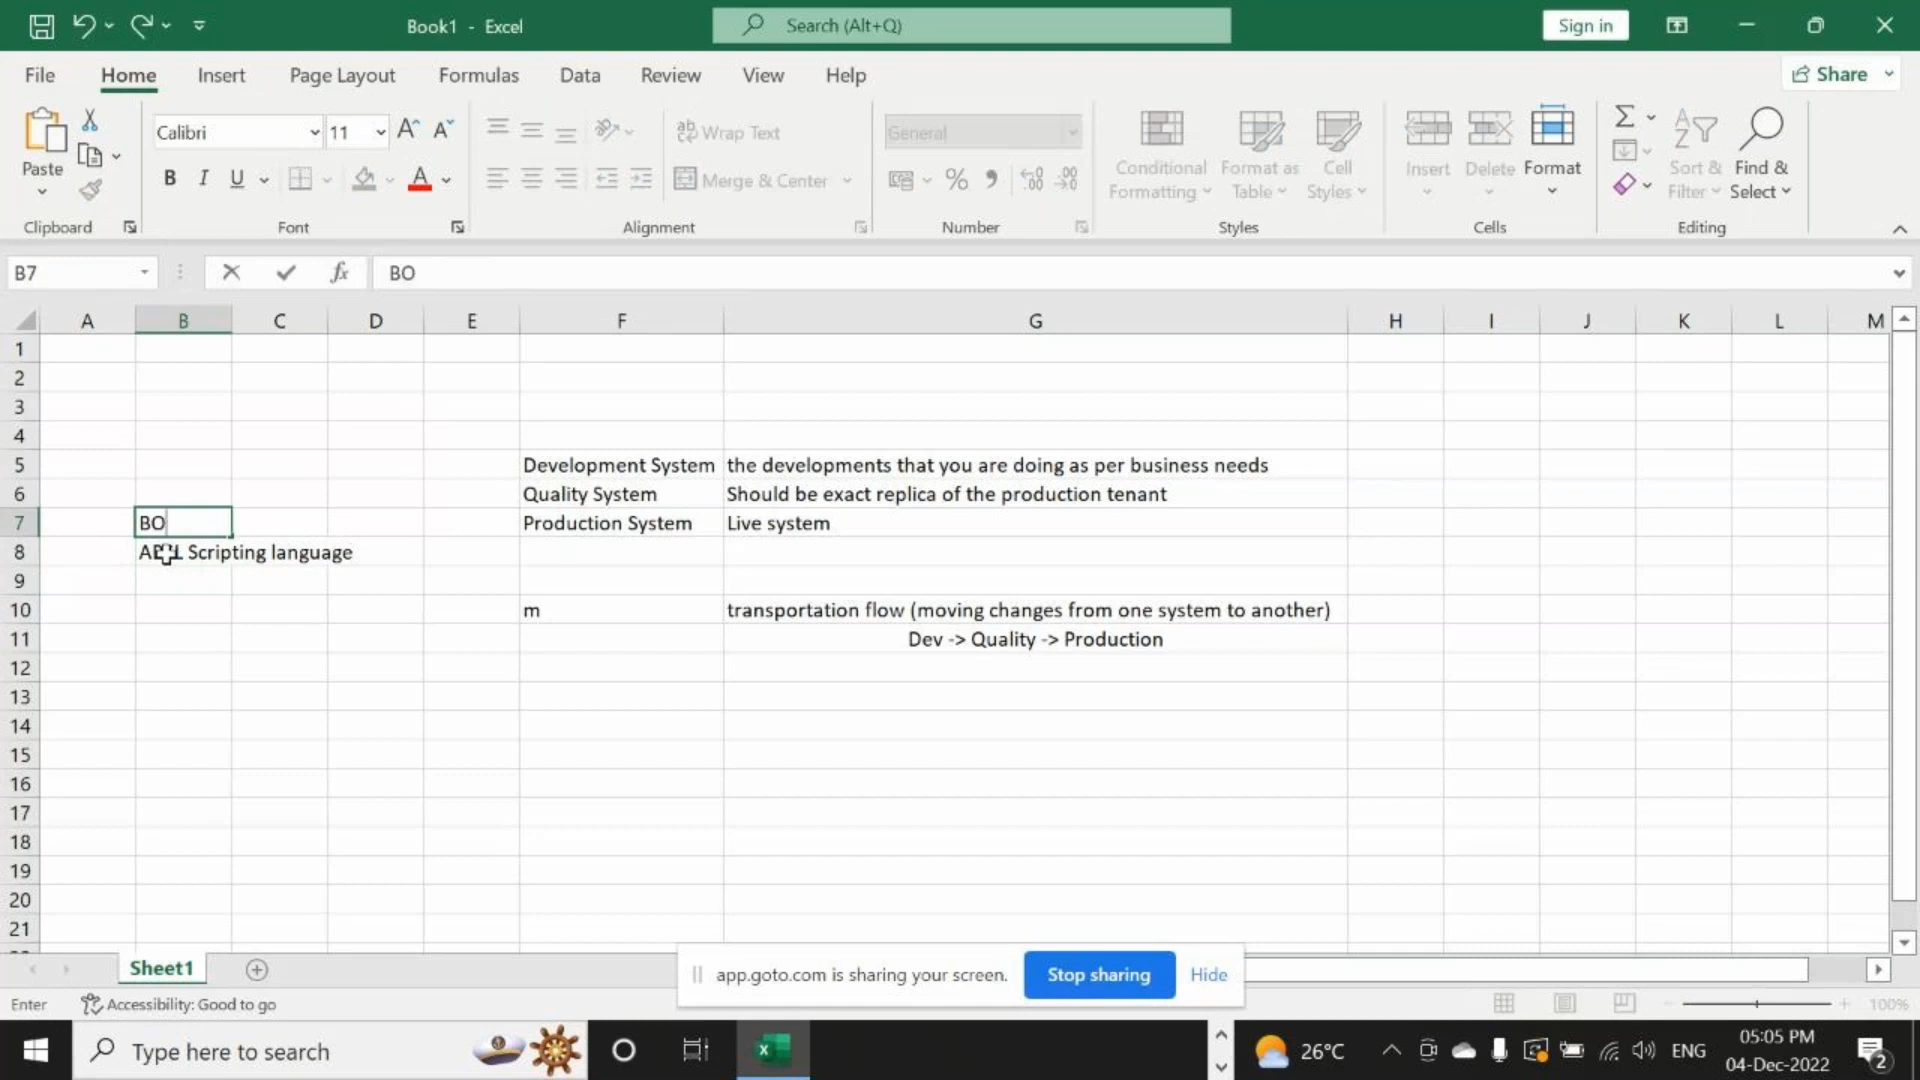 Book1 - Excel
Search (Alt+Q)
Sign in
File Home Insert Page Layout Formulas Data Review View Help
Share
Paste
Calibri 11
Wrap Text
Merge & Center
General
Conditional Formatting
Format as Table
Cell Styles
Insert Delete Format
Sort & Filter
Find & Select
Clipboard Font Alignment Number Styles Cells Editing
B7 fx BO
A B C D E F G H I J K L M
1
2
3
4
5 Development System the developments that you are doing as per business needs
6 Quality System Should be exact replica of the production tenant
7 BO Production System Live system
8 Scripting language
9
10 m transportation flow (moving changes from one system to another)
11 Dev -> Quality -> Production
12
13
14
15
16
17
18
19
20
21
Sheet1
app.goto.com is sharing your screen. Stop sharing Hide
Enter Accessibility: Good to go 100%
Type here to search
26°C
ENG
05:05 PM
04-Dec-2022
2